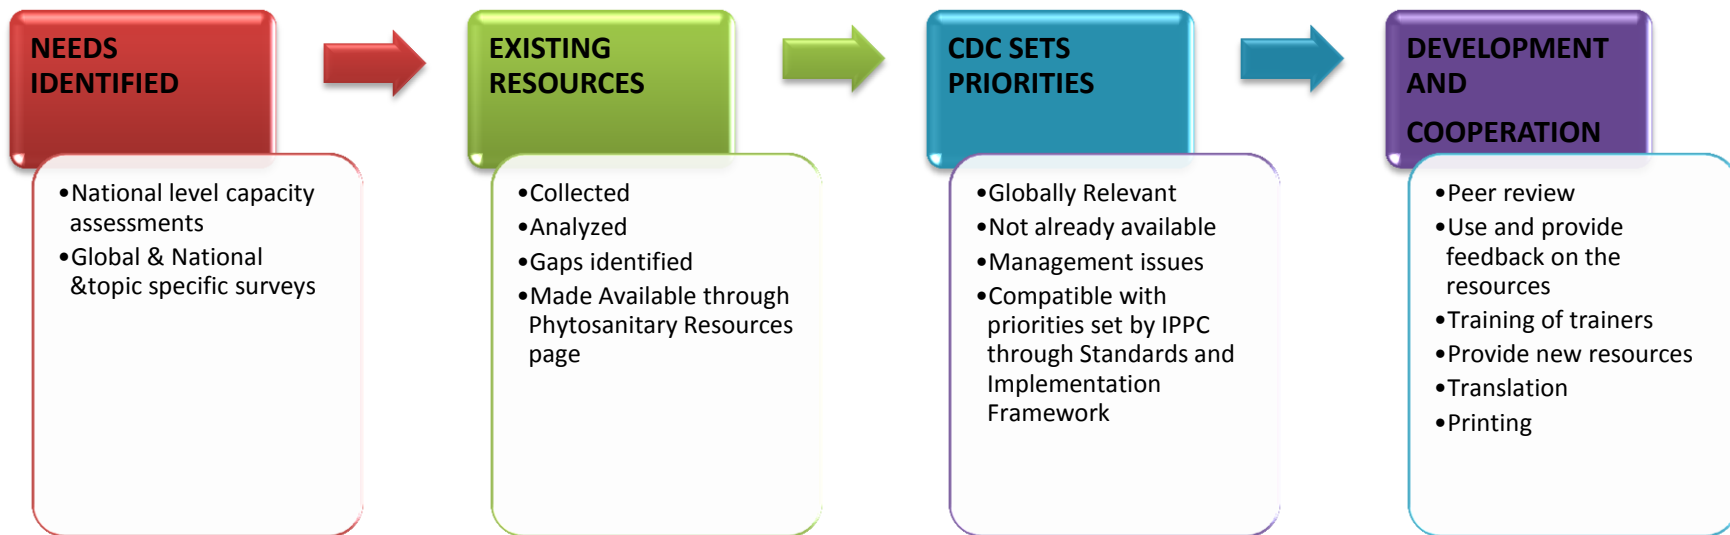 NEEDS
IDENTIFIED
•National level capacity
assessments
•Global & National
&topic specific surveys
EXISTING
RESOURCES
•Collected
•Analyzed
•Gaps identified
•Made Available through
Phytosanitary Resources
page
CDC SETS
PRIORITIES
•Globally Relevant
•Not already available
•Management issues
•Compatible with
priorities set by IPPC
through Standards and
Implementation
Framework
DEVELOPMENT
AND
COOPERATION
•Peer review
•Use and provide
feedback on the
resources
•Training of trainers
•Provide new resources
•Translation
•Printing